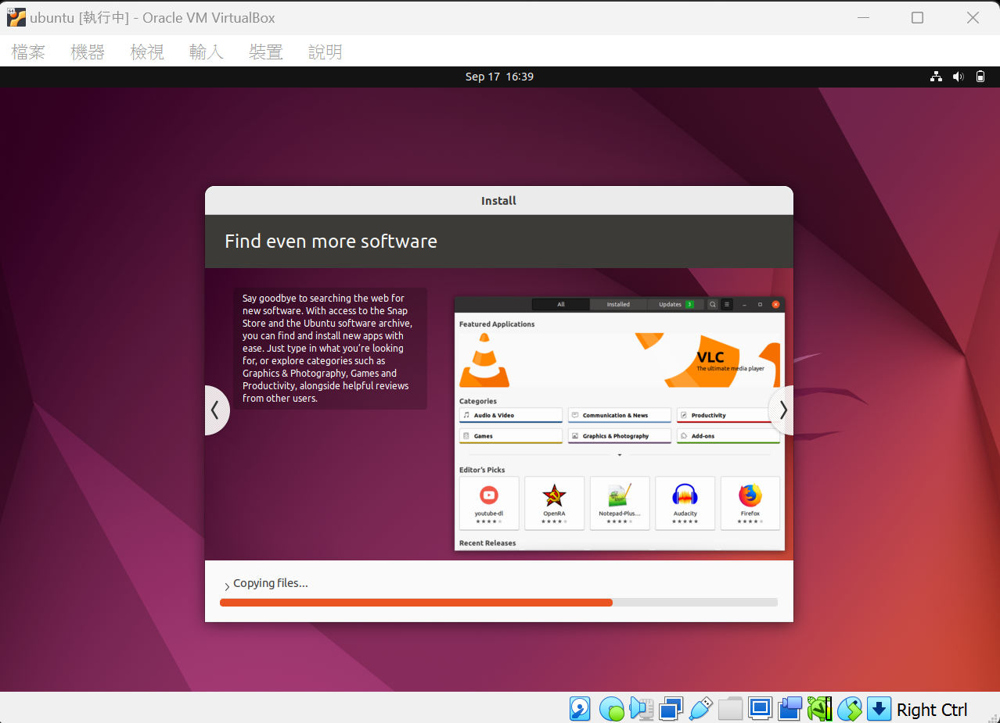 ubuntu [執行中] - Oracle VM VirtualBox
檔案 機器 檢視 輸入 裝置 說明
Sep 17 16:39
Install
Find even more software
Say goodbye to searching the web for
new software. With access to the Snap
Store and the Ubuntu software archive,
you can find and install new apps with
ease. Just type in what you’re looking
for, or explore categories such as
Graphics & Photography, Games and
Productivity, alongside helpful reviews
from other users.
All Installed Updates 3
Featured Applications
VLC
The ultimate media player
Categories
Audio & Video Communication & News Productivity
Games Graphics & Photography Add-ons
Editor’s Picks
youtube-dl OpenRA Notepad-Plus... Audacity Firefox
Recent Releases
Copying files...
Right Ctrl